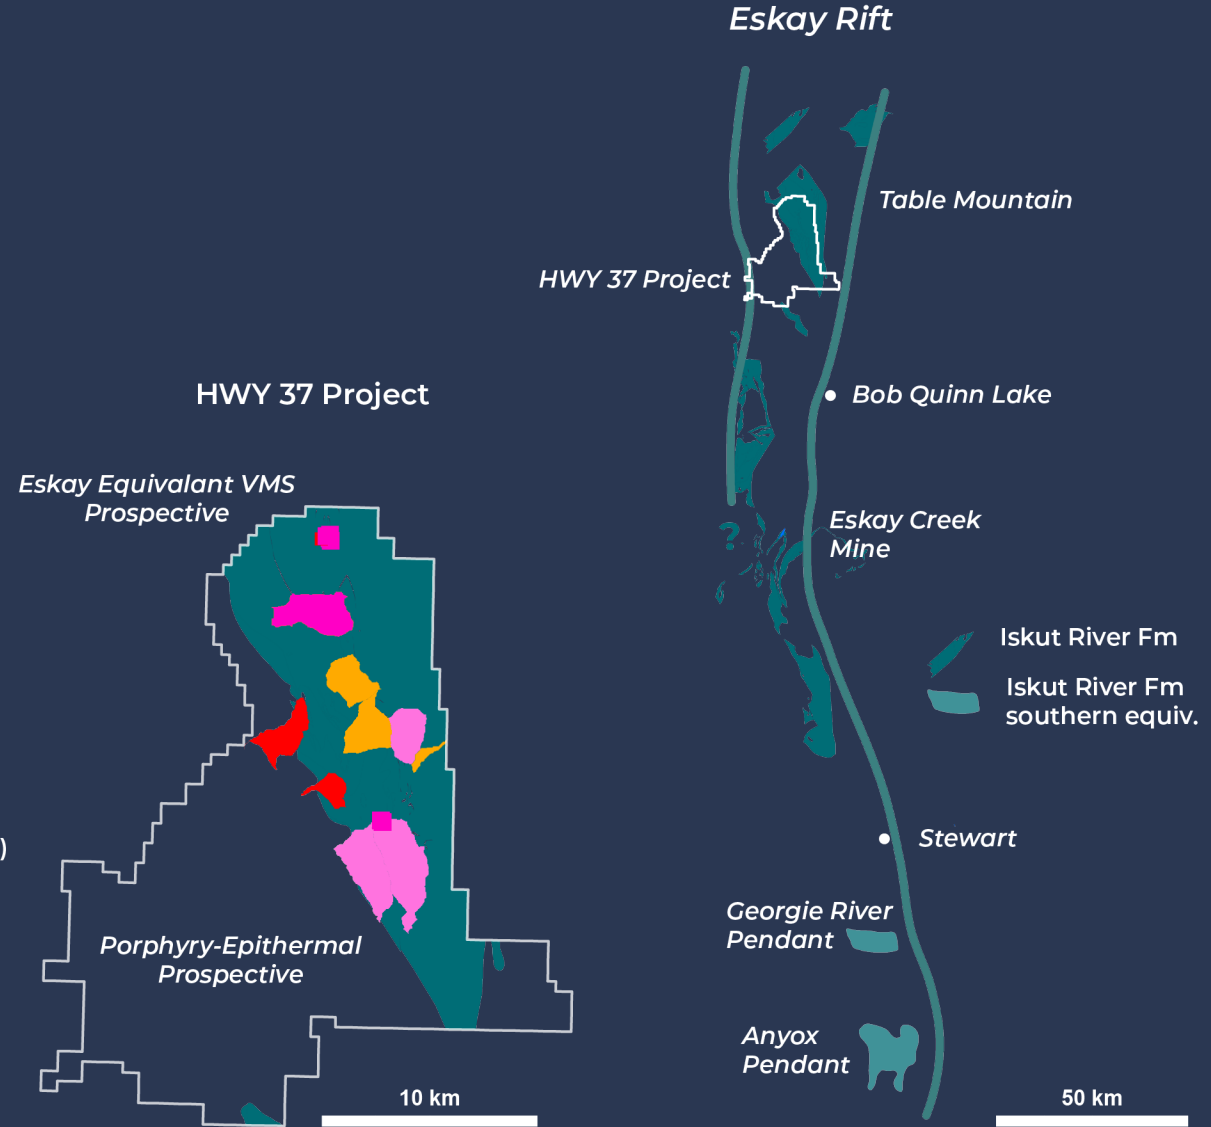 Eskay Rift
Table Mountain
HWY 37 Project
Bob Quinn Lake
HWY 37 Project
Eskay Equivalant VMS
Prospective
?
Eskay Creek
Mine
Iskut River Fm
Iskut River Fm
southern equiv.
)
Stewart
Georgie River
Pendant
Porphyry-Epithermal
Prospective
Anyox
Pendant
10 km
50 km